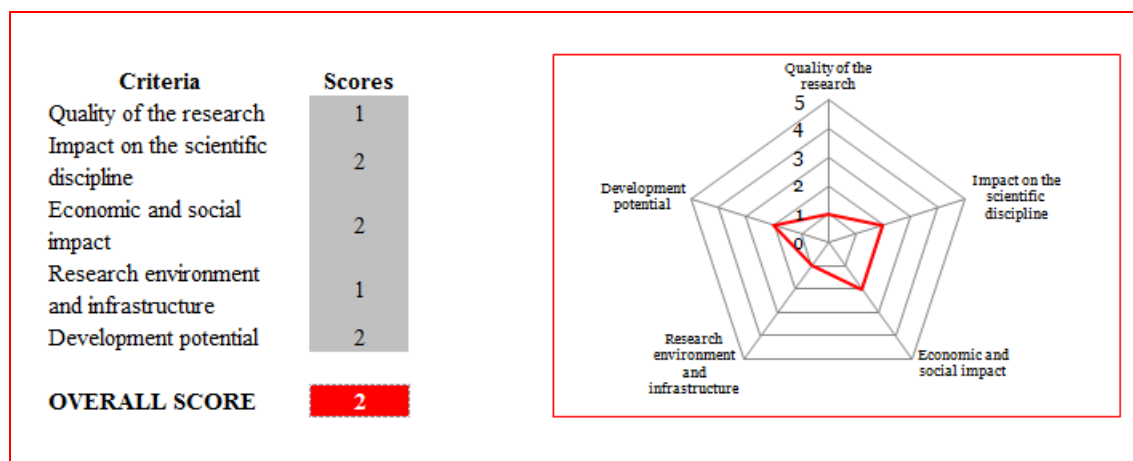 Criteria Scores
Quality of the research 1
Impact on the scientific
discipline 2
Economic and social
impact 2
Research environment
and infrastructure 1
Development potential 2
OVERALL SCORE 2
Quality of the
research
5
4
3
2
1
0
Impact on the
scientific
discipline
Economic and
social impact
Research
environment
and
infrastructure
Development
potential